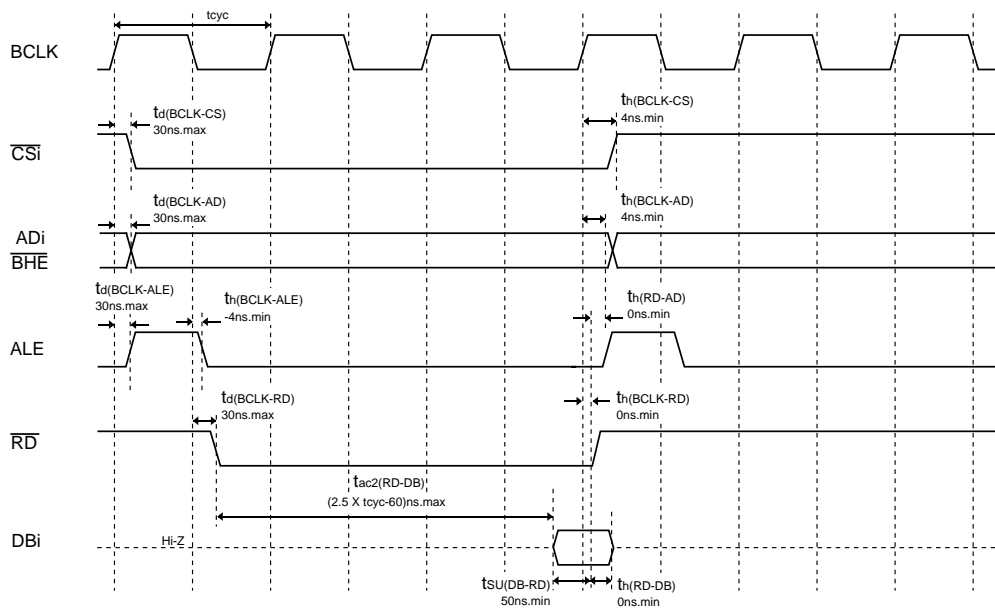 tcyc
BCLK
td(BCLK-CS)
30ns.max
th(BCLK-CS)
4ns.min
CSi
td(BCLK-AD)
30ns.max
th(BCLK-AD)
4ns.min
ADi
BHE
td(BCLK-ALE)
30ns.max
th(BCLK-ALE)
-4ns.min
th(RD-AD)
0ns.min
ALE
td(BCLK-RD)
30ns.max
th(BCLK-RD)
0ns.min
RD
tac2(RD-DB)
(2.5 X tcyc-60)ns.max
DBi
Hi-Z
tSU(DB-RD)
50ns.min
th(RD-DB)
0ns.min